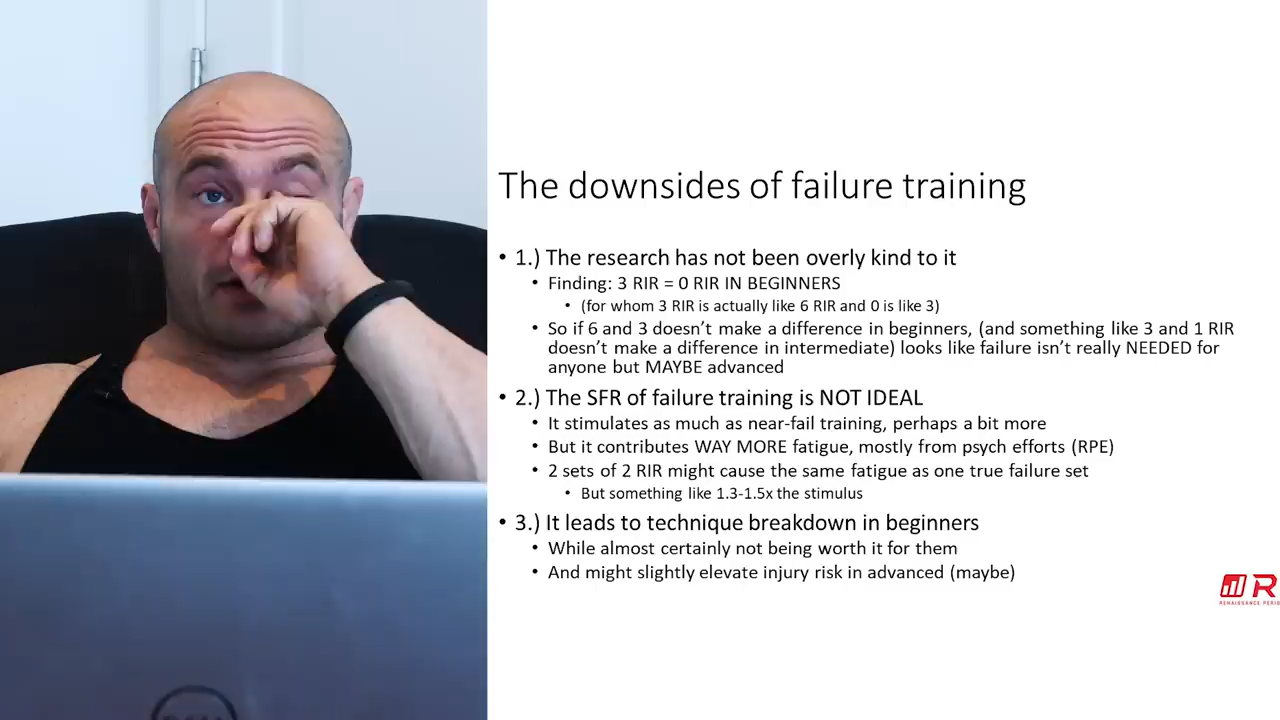 The downsides of failure training
• 1.) The research has not been overly kind to it
• Finding: 3 RIR = 0 RIR IN BEGINNERS
• (for whom 3 RIR is actually like 6 RIR and 0 is like 3)
• So if 6 and 3 doesn't make a difference in beginners, (and something like 3 and 1 RIR
doesn't make a difference in intermediate) looks like failure isn't really NEEDED for
anyone but MAYBE advanced
• 2.) The SFR of failure training is NOT IDEAL
• It stimulates as much as near-fail training, perhaps a bit more
• But it contributes WAY MORE fatigue, mostly from psych efforts (RPE)
• 2 sets of 2 RIR might cause the same fatigue as one true failure set
• But something like 1.3-1.5x the stimulus
• 3.) It leads to technique breakdown in beginners
• While almost certainly not being worth it for them
• And might slightly elevate injury risk in advanced (maybe)
R
RENAISSANCE PERIO